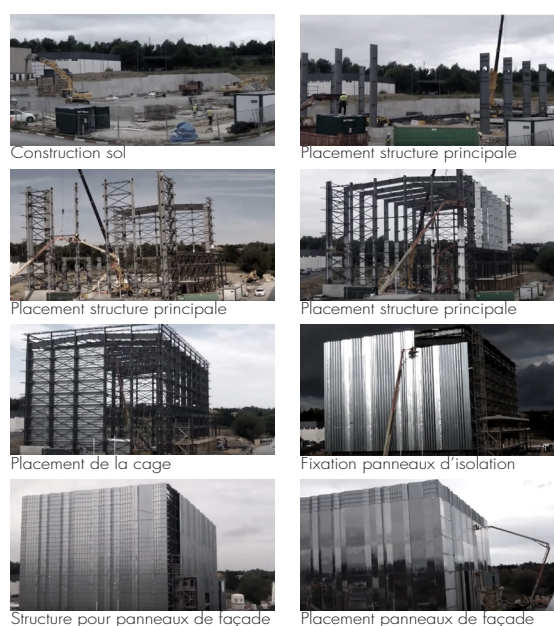 Construction sol
Placement structure principale
Placement structure principale
Placement structure principale
Placement de la cage
Fixation panneaux d'isolation
Structure pour panneaux de façade
Placement panneaux de façade